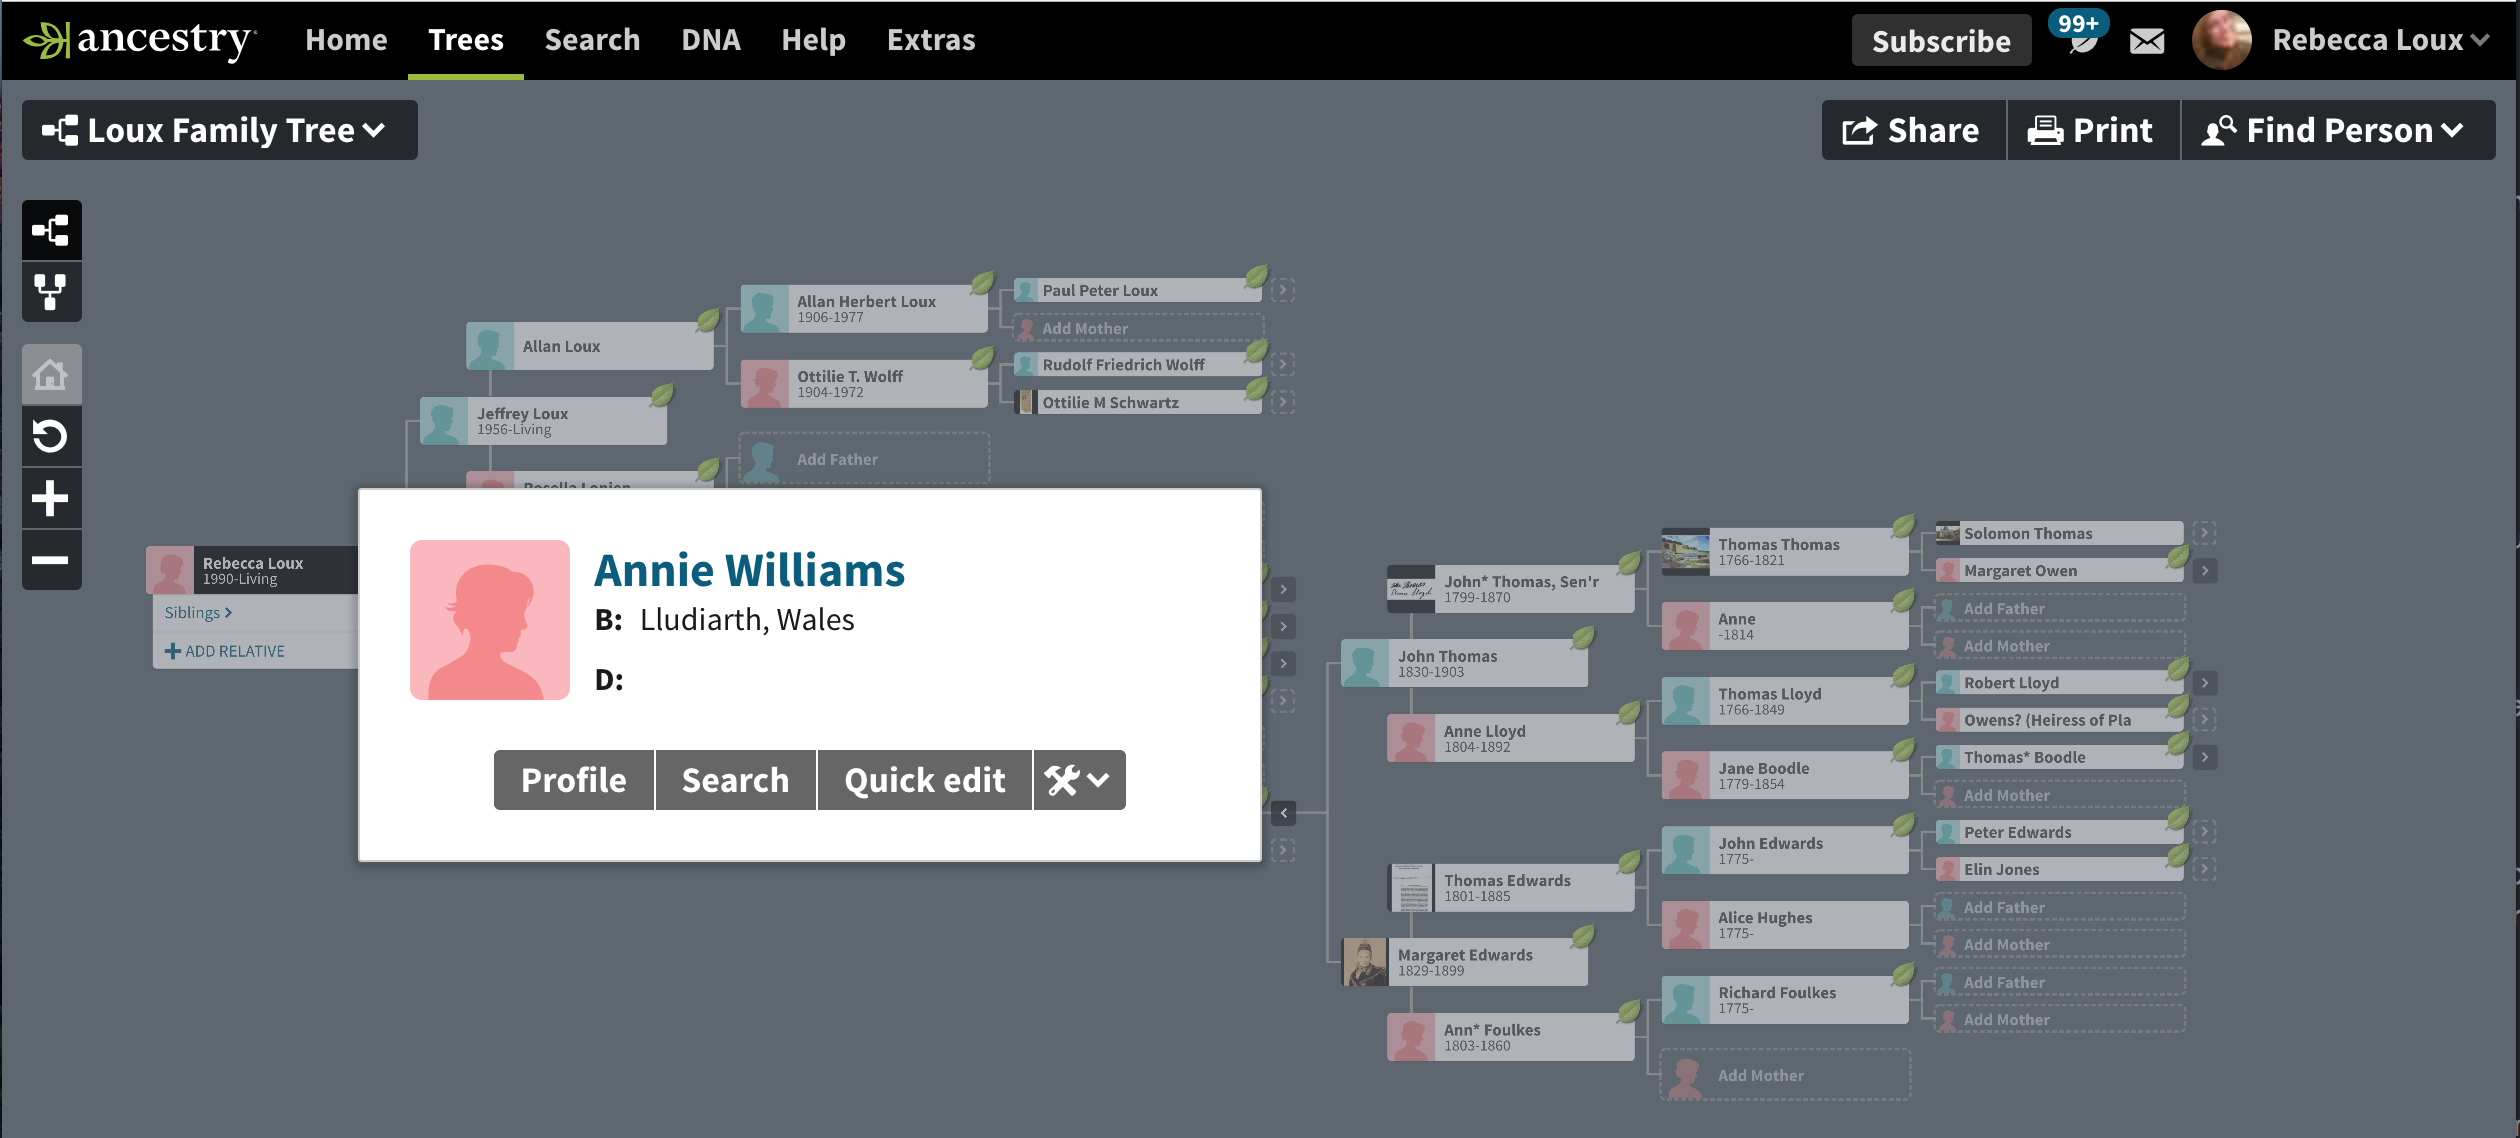 ancestry
Home
Trees
Search
DNA
Help
Extras
Subscribe
99+
Rebecca Loux
Loux Family Tree
Share
Print
Find Person
Allan Herbert Loux
1906-1977
Paul Peter Loux
Add Mother
Allan Loux
Ottilie T. Wolff
1904-1972
Rudolf Friedrich Wolff
Ottilie M Schwartz
Jeffrey Loux
1956-Living
Add Father
Rebecca Loux
1990-Living
Siblings
ADD RELATIVE
Annie Williams
B: Lludiarth, Wales
D:
Profile
Search
Quick edit
John* Thomas, Sen'r
1799-1870
Thomas Thomas
1766-1821
Solomon Thomas
Margaret Owen
Anne
-1814
Add Father
Add Mother
John Thomas
1830-1903
Thomas Lloyd
1766-1849
Robert Lloyd
Owens? (Heiress of Pla
Anne Lloyd
1804-1892
Jane Boodle
1779-1854
Thomas* Boodle
Add Mother
John Edwards
1775-
Peter Edwards
Elin Jones
Thomas Edwards
1801-1885
Alice Hughes
1775-
Add Father
Add Mother
Margaret Edwards
1829-1899
Richard Foulkes
1775-
Add Father
Add Mother
Ann* Foulkes
1803-1860
Add Mother